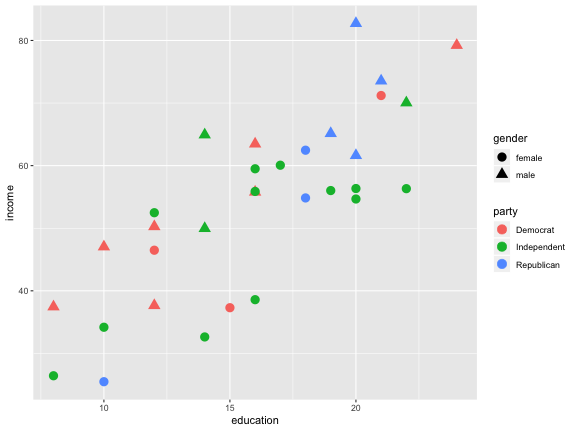 80
60
40
income
10 15 20
education
gender
female
male
party
Democrat
Independent
Republican